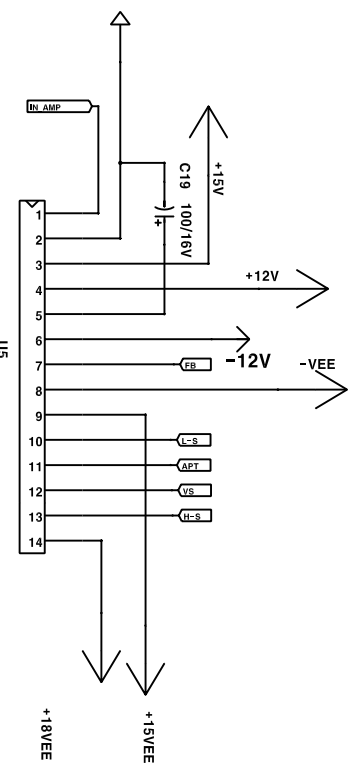 IN AMP
C19
100/16V
+
+15V
+12V
-12V
-VEE
U5
1
2
3
4
5
6
7
8
9
10
11
12
13
14
FB
L-S
APT
VS
H-S
+18VEE
+15VEE